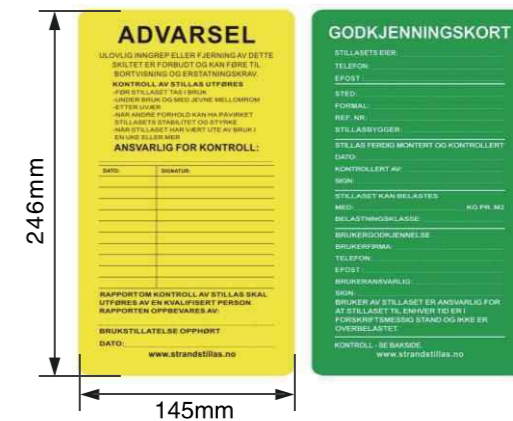 ADVARSEL
ULOVLIG INNGREP ELLER FJERNING AV DETTE
SKILTET ER FORBUDT OG KAN FØRE TIL
BORTVISNING OG ERSTATNINGSKRAV.
KONTROLL AV STILLAS UTFØRES
-FØR STILLASET TAS I BRUK
-UNDER BRUK OG MED JEVNE MELLOMROM
-ETTER UVÆR
-NÅR ANDRE FORHOLD KAN HA PÅVIRKET
STILLASETS STABILITET OG STYRKE
-NÅR STILLASET HAR VÆRT UTE AV BRUK I
EN UKE ELLER MER
ANSVARLIG FOR KONTROLL:
DATO: SIGNATUR:
RAPPORT OM KONTROLL AV STILLAS SKAL
UTFØRES AV EN KVALIFISERT PERSON.
RAPPORTEN OPPBEVARES AV:
BRUKSTILLATELSE OPPHØRT
DATO:
www.strandstillas.no
246mm
145mm
GODKJENNINGSKORT
STILLASETS EIER:
TELEFON:
EPOST:
STED:
FORMAL:
REF. NR:
STILLASBYGGER:
STILLAS FERDIG MONTERT OG KONTROLLERT
DATO:
KONTROLLERT AV:
SIGN:
STILLASET KAN BELASTES
MED: KG PR. M2
BELASTNINGSKLASSE:
BRUKERGODKJENNELSE
BRUKERFIRMA:
TELEFON:
EPOST:
BRUKERANSVARLIG:
SIGN:
BRUKER AV STILLASET ER ANSVARLIG FOR
AT STILLASET TIL ENHVER TID ER I
FORSKRIFTSMESSIG STAND OG IKKE ER
OVERBELASTET.
KONTROLL - SE BAKSIDE.
www.strandstillas.no